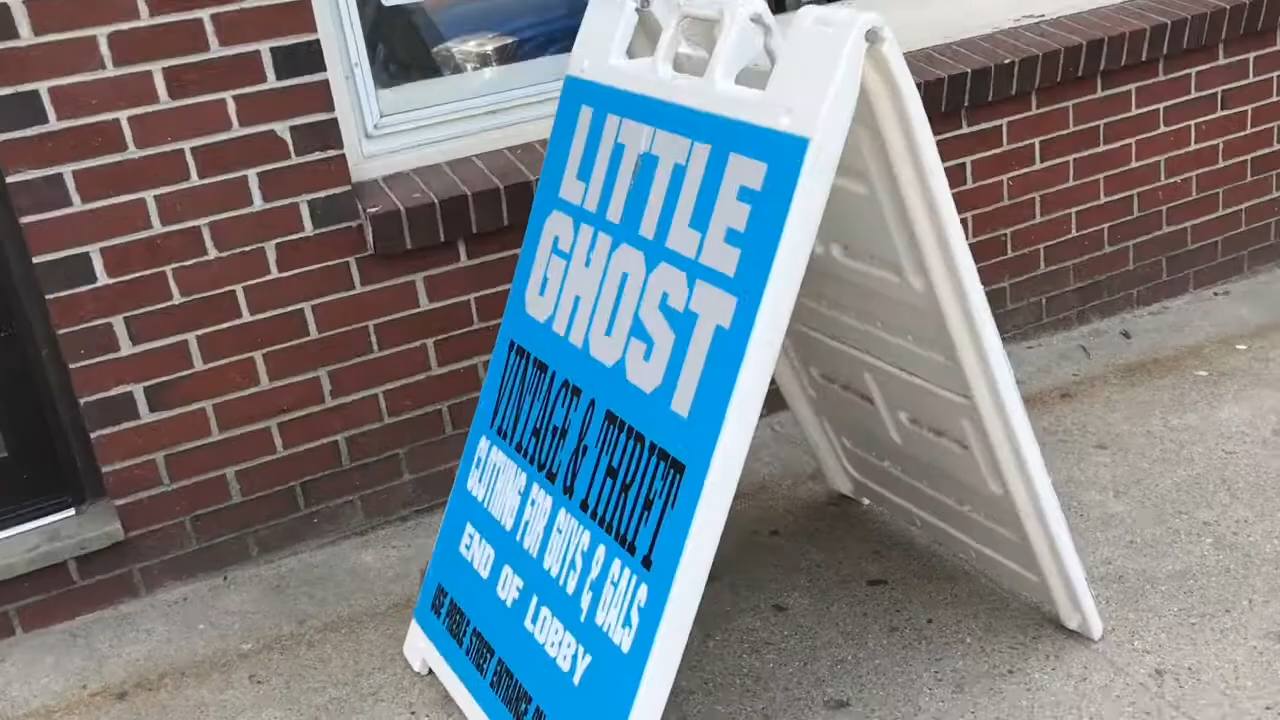 LITTLE
GHOST
VINTAGE & THRIFT
CLOTHING FOR GUYS & GALS
END OF LOBBY
USE PREBLE STREET ENTRANCE